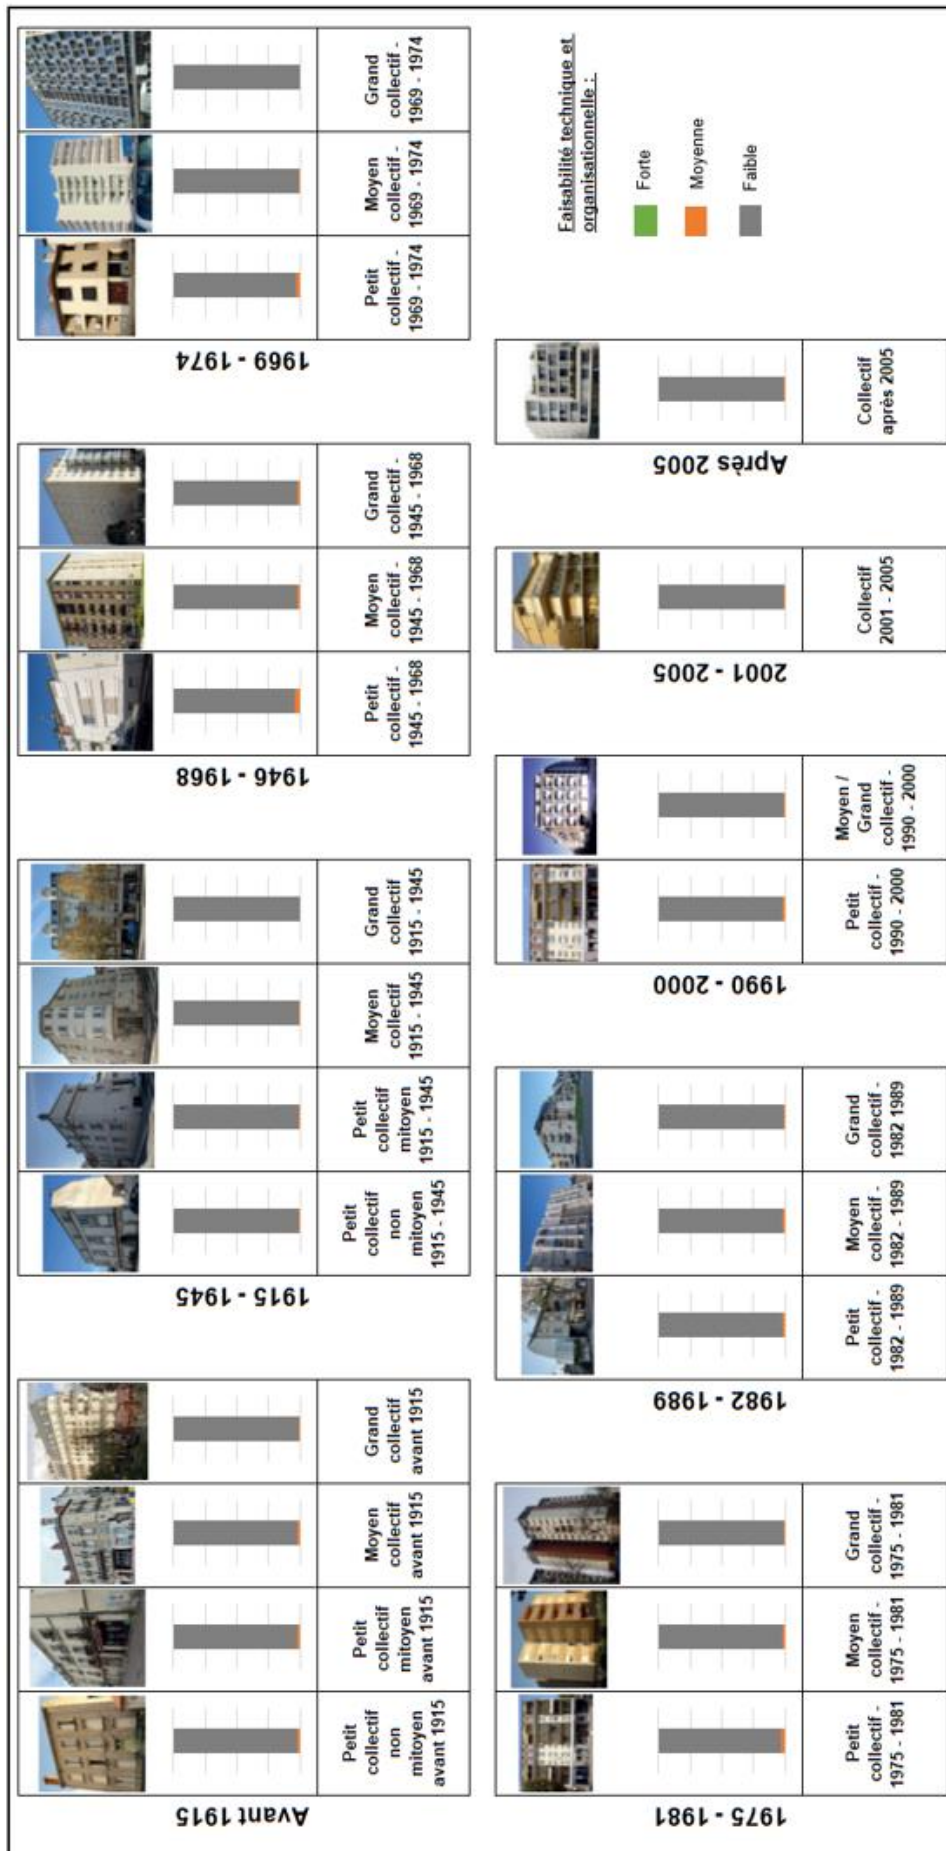 Avant 1915
Petit
collectif
non
mitoyen
avant 1915
Petit
collectif
mitoyen
avant 1915
Moyen
collectif
avant 1915
Grand
collectif
avant 1915
1915 - 1945
Petit
collectif
non
mitoyen
1915 - 1945
Petit
collectif
mitoyen
1915 - 1945
Moyen
collectif
1915 - 1945
Grand
collectif
1915 - 1945
1946 - 1968
Petit
collectif -
1945 - 1968
Moyen
collectif -
1945 - 1968
Grand
collectif -
1945 - 1968
1969 - 1974
Petit
collectif -
1969 - 1974
Moyen
collectif -
1969 - 1974
Grand
collectif -
1969 - 1974
1975 - 1981
Petit
collectif -
1975 - 1981
Moyen
collectif -
1975 - 1981
Grand
collectif -
1975 - 1981
1982 - 1989
Petit
collectif -
1982 - 1989
Moyen
collectif -
1982 - 1989
Grand
collectif -
1982 1989
1990 - 2000
Petit
collectif -
1990 - 2000
Moyen /
Grand
collectif -
1990 - 2000
2001 - 2005
Collectif
2001 - 2005
Après 2005
Collectif
après 2005
Faisabilité technique et
organisationnelle :
Forte
Moyenne
Faible